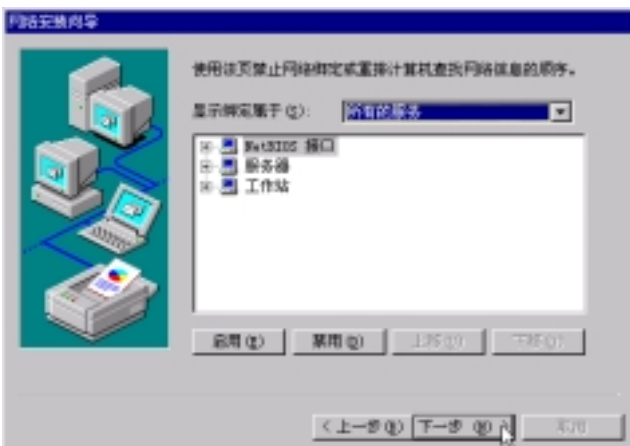 网络安装向导
使用该页禁止网络绑定或重排计算机查找网络信息的顺序。
显示绑定属于(S): 所有的服务
NetBIOS 接口
服务器
工作站
启用(E) 禁用(D) 上移(U) 下移(O)
<上一步(B) 下一步(N)> 取消